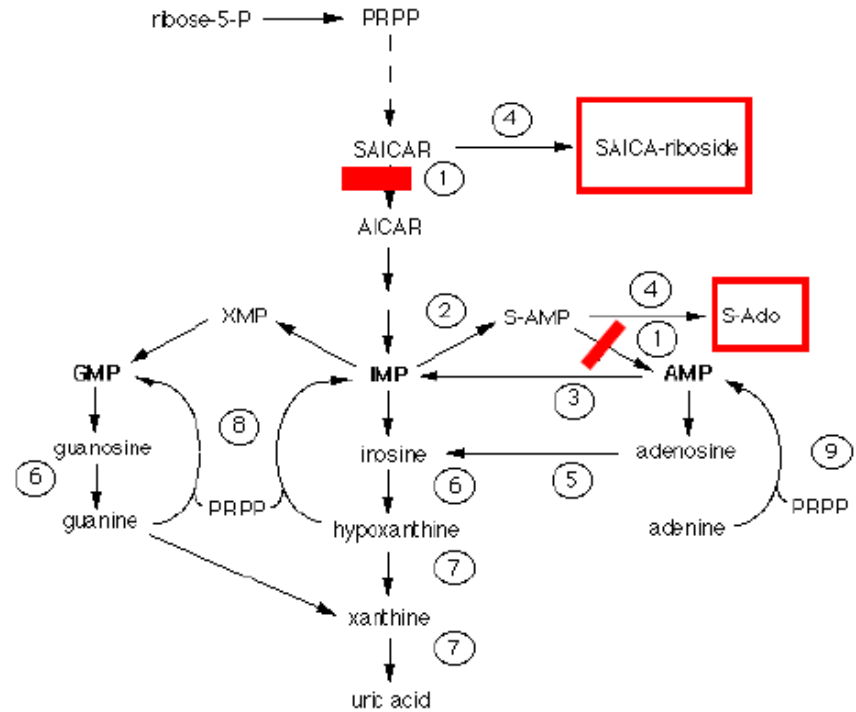 ribose-5-P PRPP
4
SAICAR SAICA-riboside
1
AICAR
4
2 S-AMP S-Ado
XMP 1
GMP IMP AMP
3
8
guanosine irosine adenosine 9
6 6 5
PRPP PRPP
guanine hypoxanthine adenine
7
xanthine
7
uric acid